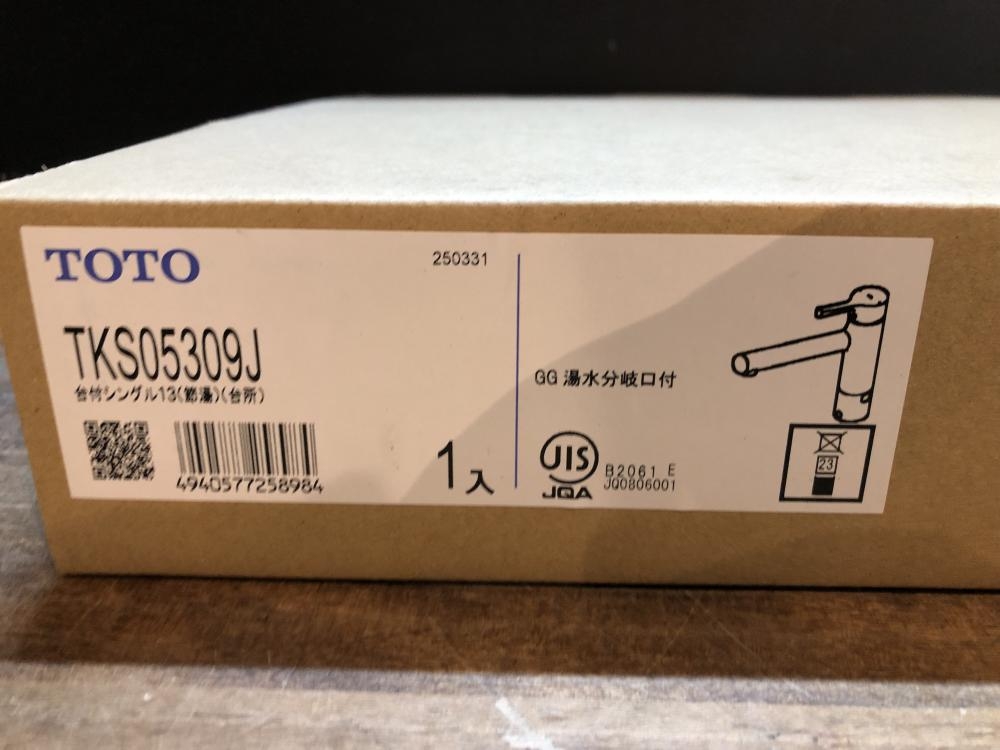 TOTO
250331
TKS05309J
台付シングル13(節湯)(台所)
4940577258984
1入
GG 湯水分岐口付
JIS
JQA
B2061 E
JQ0806001
23